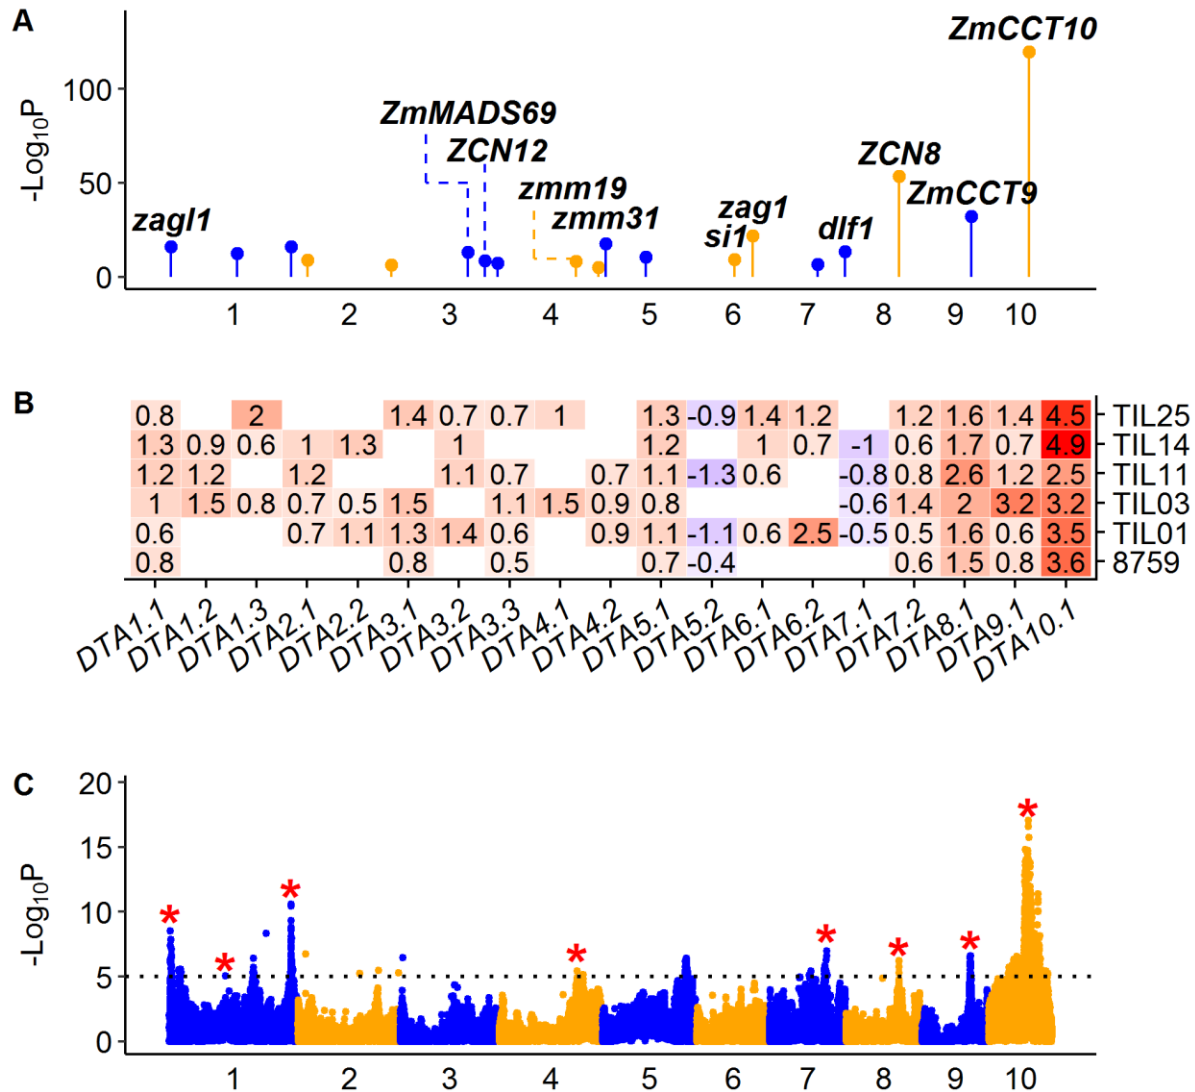 A
-Log10P
100
50
0
ZmCCT10
ZmMADS69
ZCN12
ZCN8
zmm19
ZmCCT9
zagl1
zmm31
zag1
si1
dlf1
1 2 3 4 5 6 7 8 9 10
B
0.8 2 1.4 0.7 0.7 1 1.3 -0.9 1.4 1.2 1.2 1.6 1.4 4.5 TIL25
1.3 0.9 0.6 1 1.3 1 1.2 1 0.7 -1 0.6 1.7 0.7 4.9 TIL14
1.2 1.2 1.2 1.1 0.7 0.7 1.1 -1.3 0.6 -0.8 0.8 2.6 1.2 2.5 TIL11
1 1.5 0.8 0.7 0.5 1.5 1.1 1.5 0.9 0.8 -0.6 1.4 2 3.2 3.2 TIL03
0.6 0.7 1.1 1.3 1.4 0.6 0.9 1.1 -1.1 0.6 2.5 -0.5 0.5 1.6 0.6 3.5 TIL01
0.8 0.8 0.5 0.7 -0.4 0.6 1.5 0.8 3.6 8759
DTA1.1 DTA1.2 DTA1.3 DTA2.1 DTA2.2 DTA3.1 DTA3.2 DTA3.3 DTA4.1 DTA4.2 DTA5.1 DTA5.2 DTA6.1 DTA6.2 DTA7.1 DTA7.2 DTA8.1 DTA9.1 DTA10.1
C
-Log10P
20
15
10
5
0
* * * * * * * *
1 2 3 4 5 6 7 8 9 10